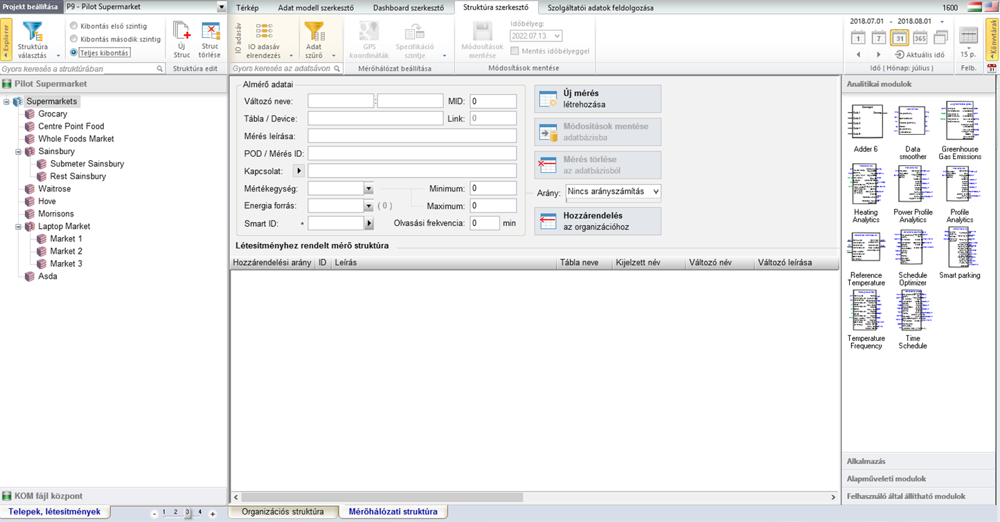 Projekt beállítása
P9 - Pilot Supermarket
Térkép
Adat modell szerkesztő
Dashboard szerkesztő
Struktúra szerkesztő
Szolgáltatói adatok feldolgozása
1600
Explorer
Struktúra
választás
Kibontás első szintig
Kibontás második szintig
Teljes kibontás
Új
Struc
Struc
törlése
Gyors keresés a struktúrában
Struktúra edit
IO adasáv
IO adasáv
elrendezés
Adat
szűrő
Gyors keresés az adatsávon
GPS
koordináták
Specifikáció
szintje
Mérőhálózat beállítása
Módosítások
mentése
Időbélyeg:
2022.07.13.
Mentés időbélyeggel
Módosítások mentése
2018.07.01 - 2018.08.01
1
7
31
365
Aktuális idő
Idő ( Hónap: július )
15 p.
Felb.
Könyvtárak
31
Pilot Supermarket
Supermarkets
Grocary
Centre Point Food
Whole Foods Market
Sainsbury
Submeter Sainsbury
Rest Sainsbury
Waitrose
Hove
Morrisons
Laptop Market
Market 1
Market 2
Market 3
Asda
KOM fájl központ
Telepek, létesítmények
- 1 2 3 4 +
Almérő adatai
Változó neve: :
MID: 0
Tábla / Device:
Link: 0
Mérés leírása:
POD / Mérés ID:
Kapcsolat:
Mértékegység:
Minimum: 0
Energia forrás: ( 0 )
Maximum: 0
Smart ID: *
Olvasási frekvencia: 0 min
Új mérés
létrehozása
Módosítások mentése
adatbázisba
Mérés törlése
az adatbázisból
Arány: Nincs arányszámítás
Hozzárendelés
az organizációhoz
Létesítményhez rendelt mérő struktúra
Hozzárendelési arány
ID
Leírás
Tábla neve
Kijelzett név
Változó név
Változó leírása
Organizációs struktúra
Mérőhálózati struktúra
Analitikai modulok
Adder 6
Data
smoother
Greenhouse
Gas Emissions
Heating
Analytics
Power Profile
Analytics
Profile
Analytics
Reference
Temperature
Schedule
Optimizer
Smart parking
Temperature
Frequency
Time
Schedule
Alkalmazás
Alapműveleti modulok
Felhasználó által állítható modulok